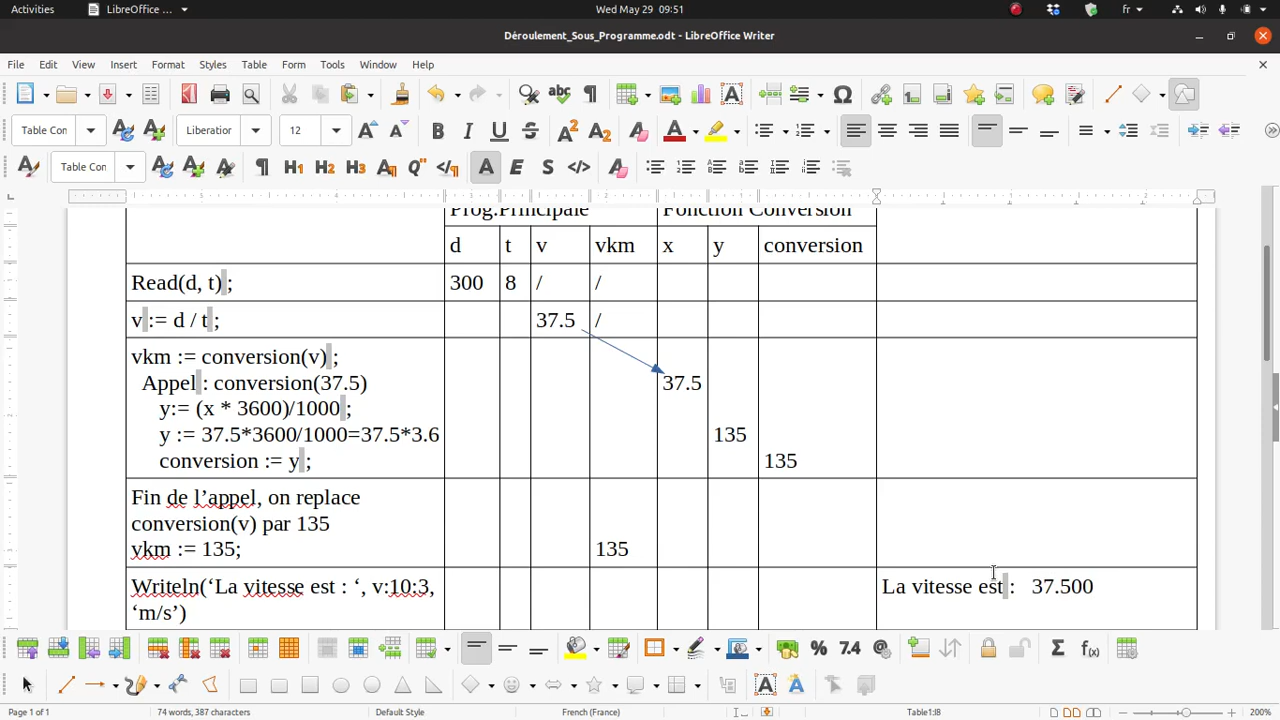 Activities LibreOffice ... Wed May 29 09:51 fr
Déroulement_Sous_Programme.odt - LibreOffice Writer
File Edit View Insert Format Styles Table Form Tools Window Help
Table Con Liberatior 12
Table Con
Prog.Principale Fonction Conversion
d t v vkm x y conversion
Read(d, t) ; 300 8 / /
v := d / t ; 37.5 /
vkm := conversion(v) ;
Appel : conversion(37.5) 37.5
y:= (x * 3600)/1000 ;
y := 37.5*3600/1000=37.5*3.6 135
conversion := y ; 135
Fin de l’appel, on replace
conversion(v) par 135
vkm := 135; 135
Writeln(‘La vitesse est : ‘, v:10:3, La vitesse est : 37.500
‘m/s’)
Page 1 of 1 74 words, 387 characters Default Style French (France) Table1:I8 200%